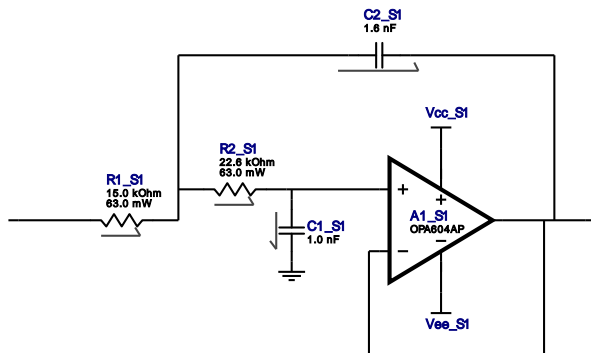 C2_S1
1.6 nF
Vcc_S1
R2_S1
22.6 kOhm
63.0 mW
R1_S1
15.0 kOhm
63.0 mW
C1_S1
1.0 nF
+
+
A1_S1
OPA604AP
−
−
Vee_S1